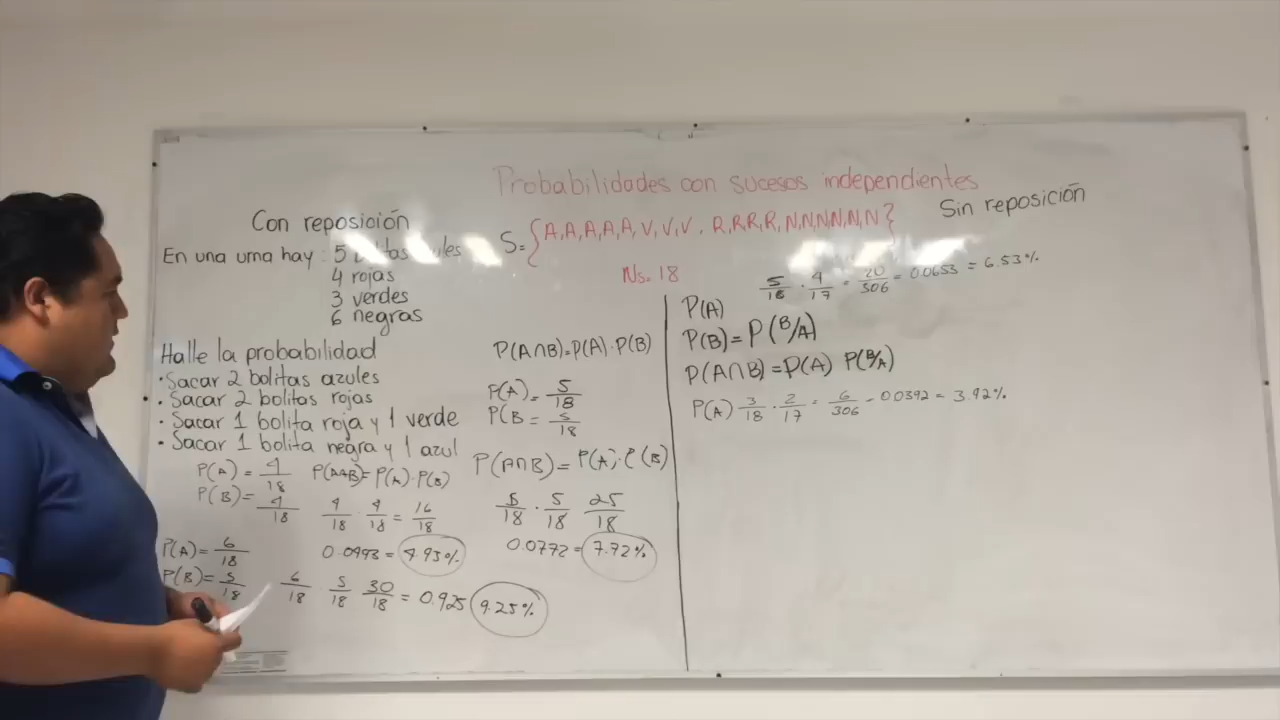 Probabilidades con sucesos independientes
Con reposición
S={A,A,A,A,A,V,V,V,R,R,R,R,N,N,N,N,N,N}
Sin reposición
En una urna hay: 5
4 rojas
3 verdes
6 negras
Ns. 18
Halle la probabilidad
• Sacar 2 bolitas azules
• Sacar 2 bolitas rojas
• Sacar 1 bolita roja y 1 verde
• Sacar 1 bolita negra y 1 azul
P(A)=4/18 P(A∩B)=P(A)·P(B)
P(B)=4/18 4/18 · 4/18 = 16/18
0.0493=4.93%
P(A)=6/18
P(B)=5/18 6/18 · 5/18 30/18 = 0.925 9.25%
P(A∩B)=P(A)·P(B)
P(A)=5/18
P(B=5/18
P(A∩B)=P(A)·P(B)
5/18 · 5/18 25/18
0.0772=7.72%
5/18 · 4/17 = 20/306 = 0.0653 = 6.53%
P(A)
P(B)=P(B/A)
P(A∩B)=P(A) P(B/A)
P(A) 3/18 · 2/17 = 6/306 - 0.0392 = 3.92%